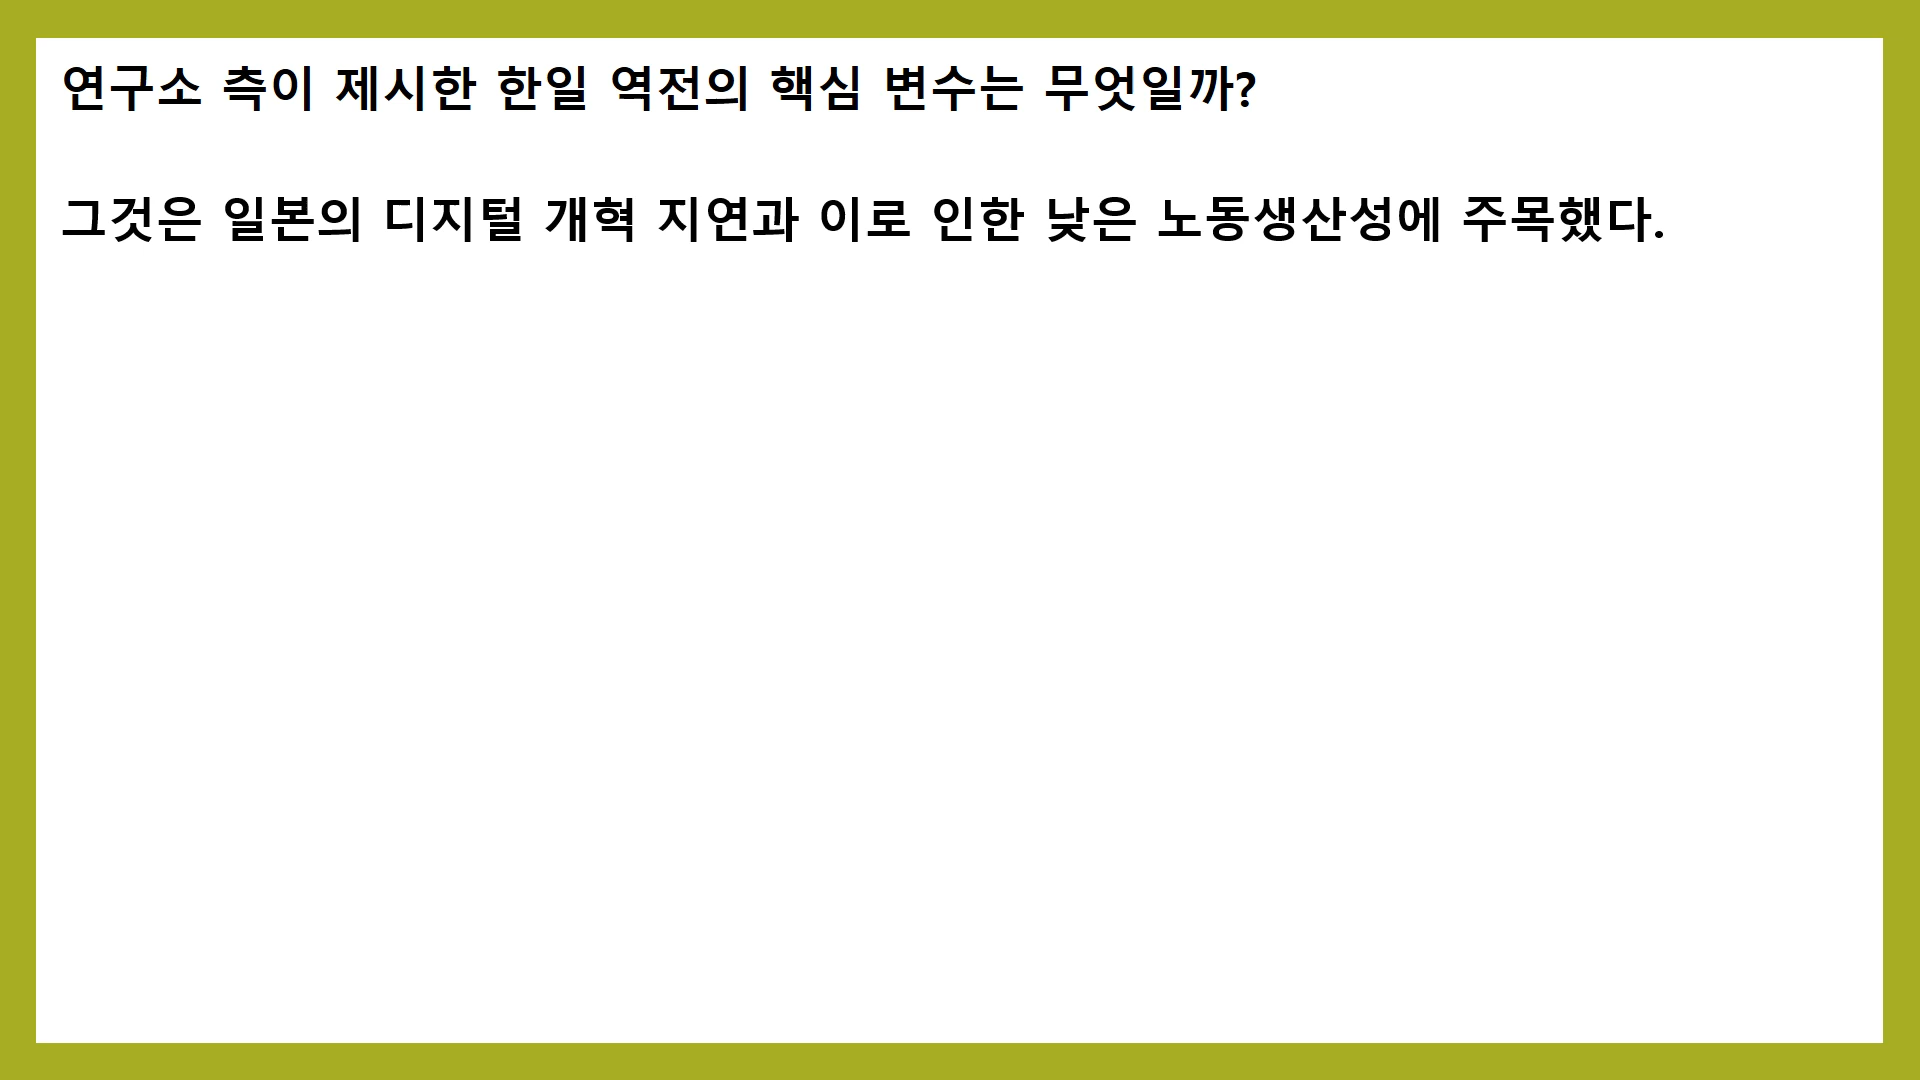 연구소 측이 제시한 한일 역전의 핵심 변수는 무엇일까?
그것은 일본의 디지털 개혁 지연과 이로 인한 낮은 노동생산성에 주목했다.